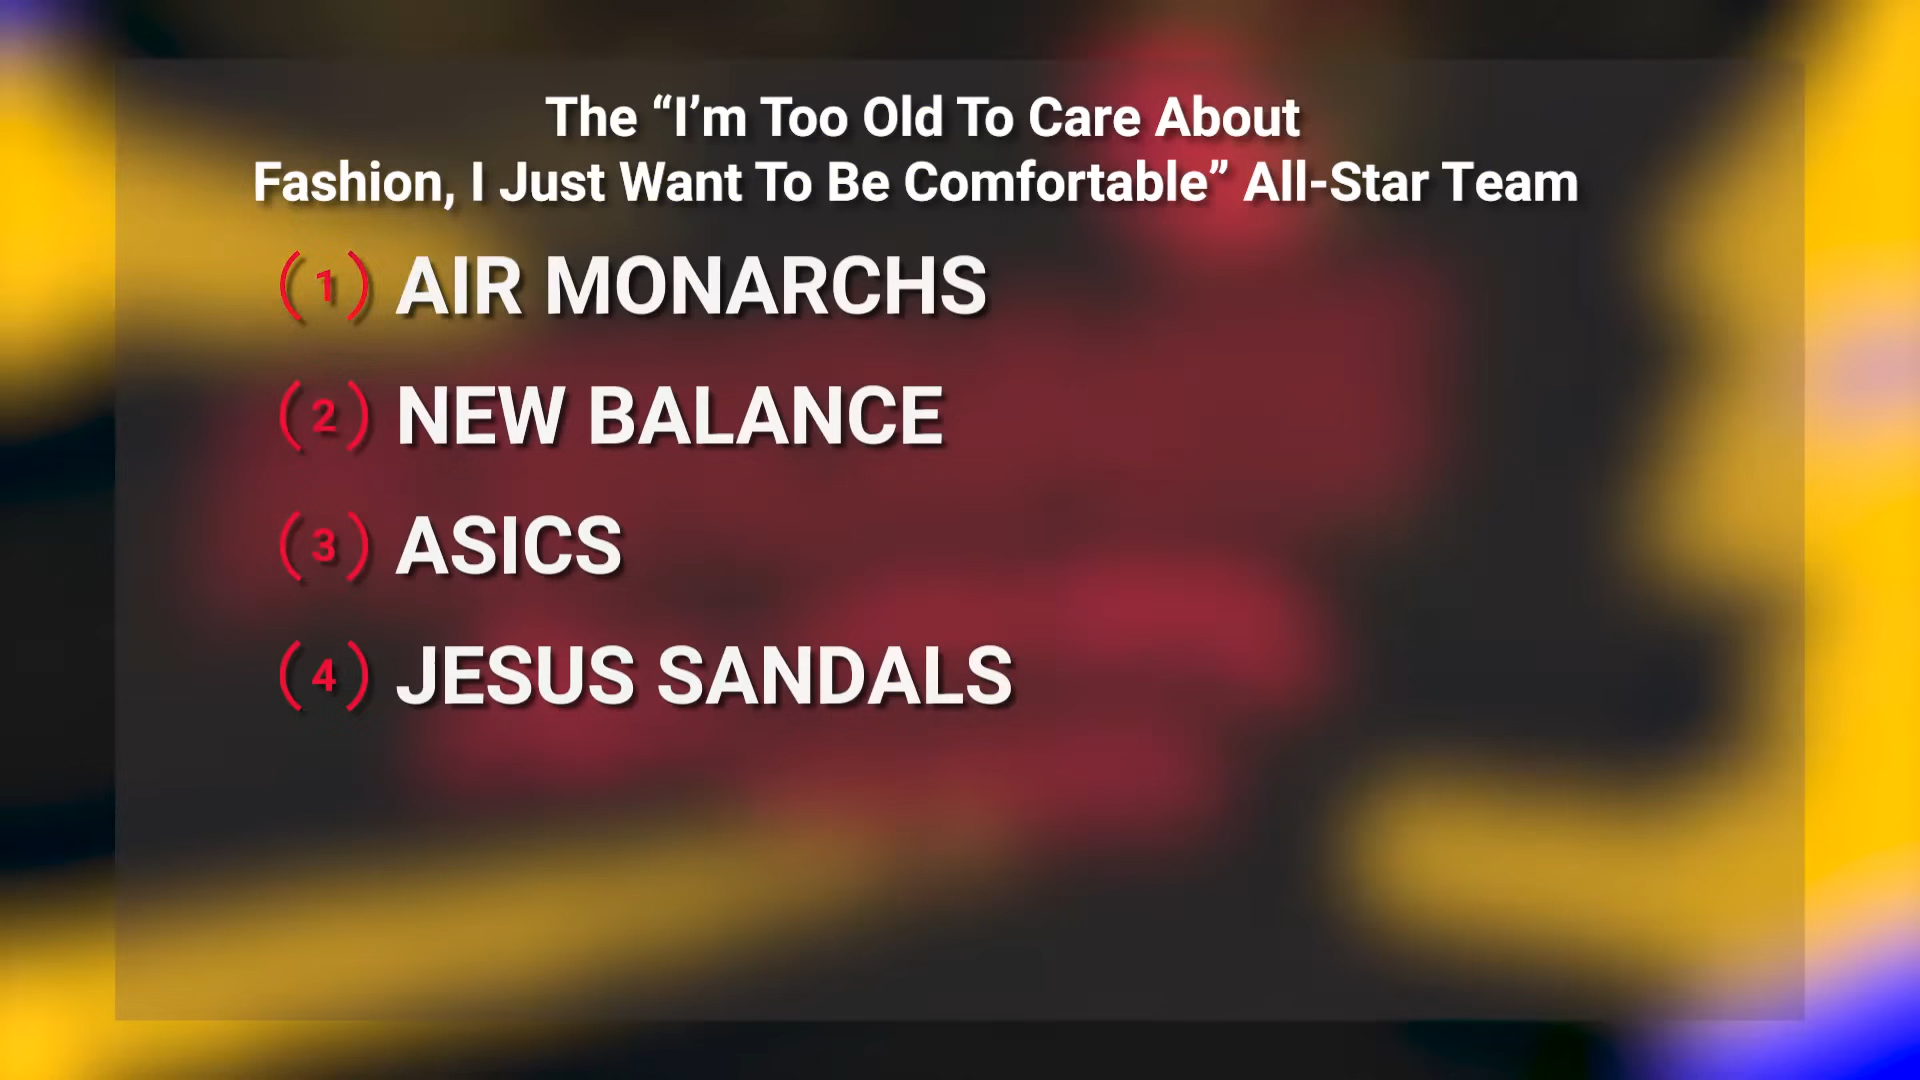 The “I’m Too Old To Care About
Fashion, I Just Want To Be Comfortable” All-Star Team
(1) AIR MONARCHS
(2) NEW BALANCE
(3) ASICS
(4) JESUS SANDALS